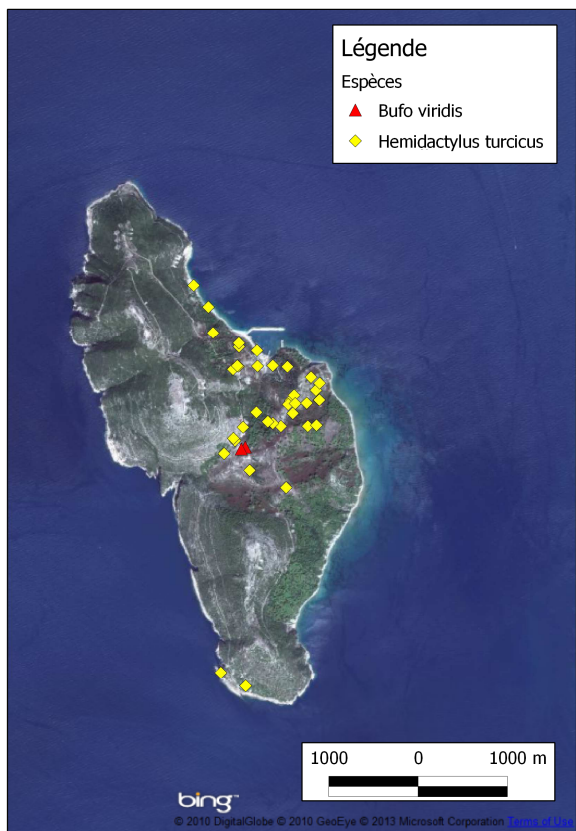 Légende
Espèces
Bufo viridis
Hemidactylus turcicus
1000 0 1000 m
bing™
© 2010 DigitalGlobe © 2010 GeoEye © 2013 Microsoft Corporation Terms of Use